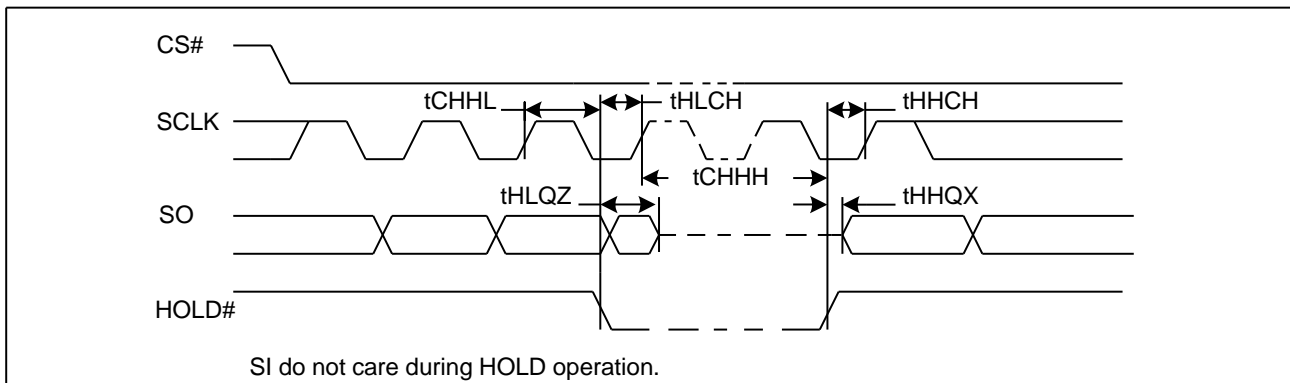 CS#
tCHHL tHLCH tHHCH
SCLK
tCHHH
tHLQZ tHHQX
SO
HOLD#
SI do not care during HOLD operation.